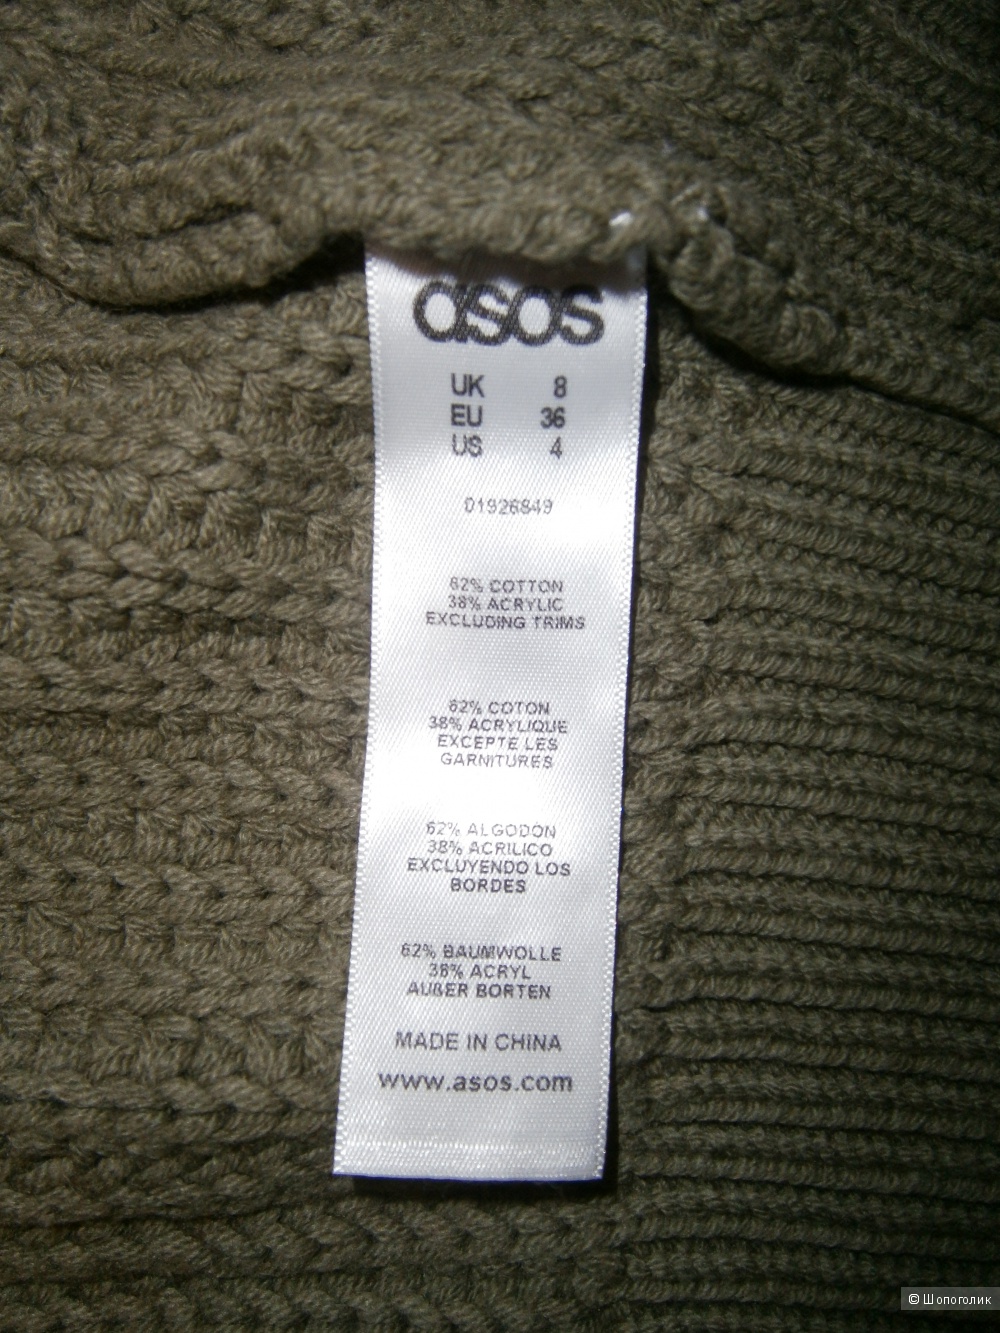 asos
UK 8
EU 36
US 4
01926849
62% COTTON
38% ACRYLIC
EXCLUDING TRIMS
62% COTON
38% ACRYLIQUE
EXCEPTE LES
GARNITURES
62% ALGODÓN
38% ACRILICO
EXCLUYENDO LOS
BORDES
62% BAUMWOLLE
38% ACRYL
AUßER BORTEN
MADE IN CHINA
www.asos.com
© Шопоголик